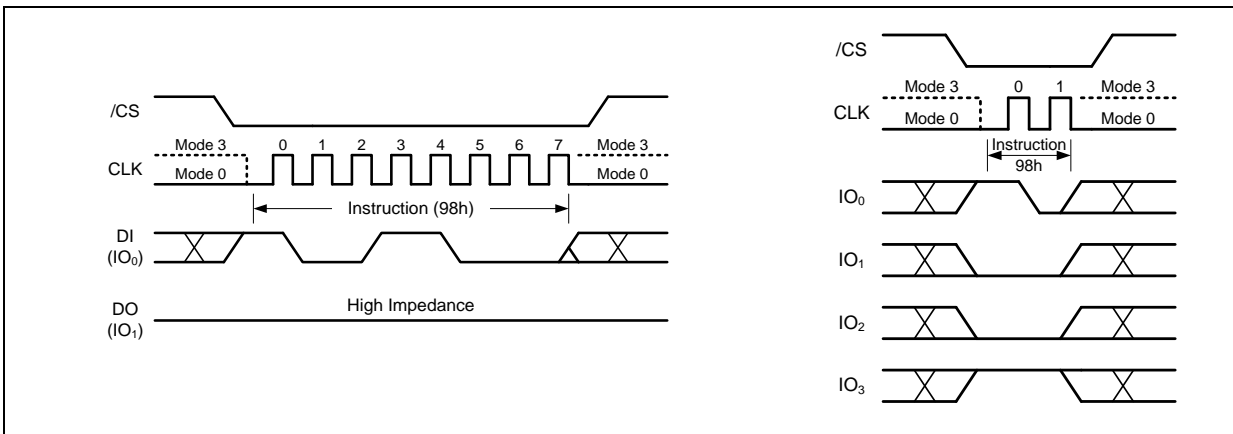 /CS
Mode 3 0 1 2 3 4 5 6 7 Mode 3
CLK
Mode 0 Mode 0
Instruction (98h)
DI
(IO₀)
High Impedance
DO
(IO₁)
/CS
Mode 3 0 1 Mode 3
CLK
Mode 0 Mode 0
Instruction
98h
IO₀
IO₁
IO₂
IO₃